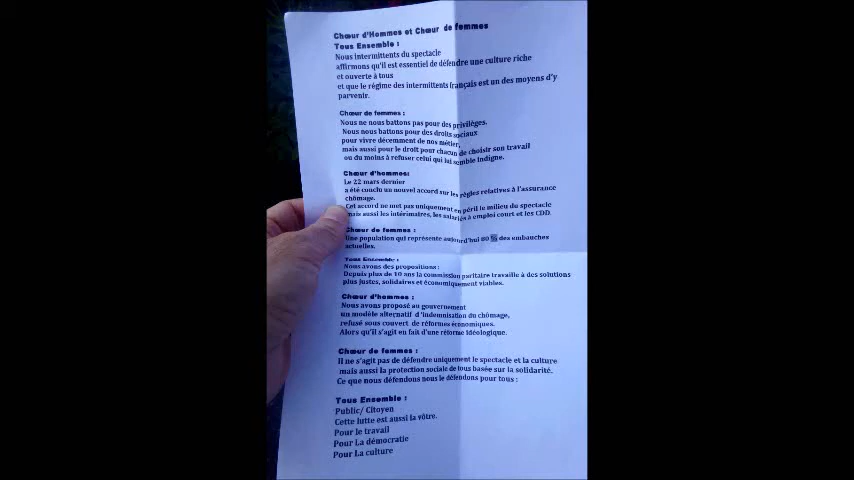 Chœur d'Hommes et Chœur de femmes
Tous Ensemble :
Nous intermittents du spectacle
affirmons qu'il est essentiel de défendre une culture riche
et ouverte à tous
et que le régime des intermittents français est un des moyens d'y
parvenir.
Chœur de femmes :
Nous ne nous battons pas pour des privilèges.
Nous nous battons pour des droits sociaux
pour vivre décemment de nos métier,
mais aussi pour le droit pour chacun de choisir son travail
ou du moins à refuser celui qui lui semble indigne.
Chœur d'hommes:
Le 22 mars dernier
a été conclu un nouvel accord sur les règles relatives à l'assurance
chômage.
Cet accord ne met pas uniquement en péril le milieu du spectacle
mais aussi les intérimaires, les salariés à emploi court et les CDD.
Chœur de femmes :
Une population qui représente aujourd'hui 80 % des embauches
actuelles.
Tous Ensemble :
Nous avons des propositions :
Depuis plus de 10 ans la commission paritaire travaille à des solutions
plus justes, solidaires et économiquement viables.
Chœur d'hommes :
Nous avons proposé au gouvernement
un modèle alternatif d'indemnisation du chômage,
refusé sous couvert de réformes économiques.
Alors qu'il s'agit en fait d'une réforme idéologique.
Chœur de femmes :
Il ne s'agit pas de défendre uniquement le spectacle et la culture
mais aussi la protection sociale de tous basée sur la solidarité.
Ce que nous défendons nous le défendons pour tous :
Tous Ensemble :
Public/ Citoyen
Cette lutte est aussi la vôtre.
Pour le travail
Pour La démocratie
Pour La culture